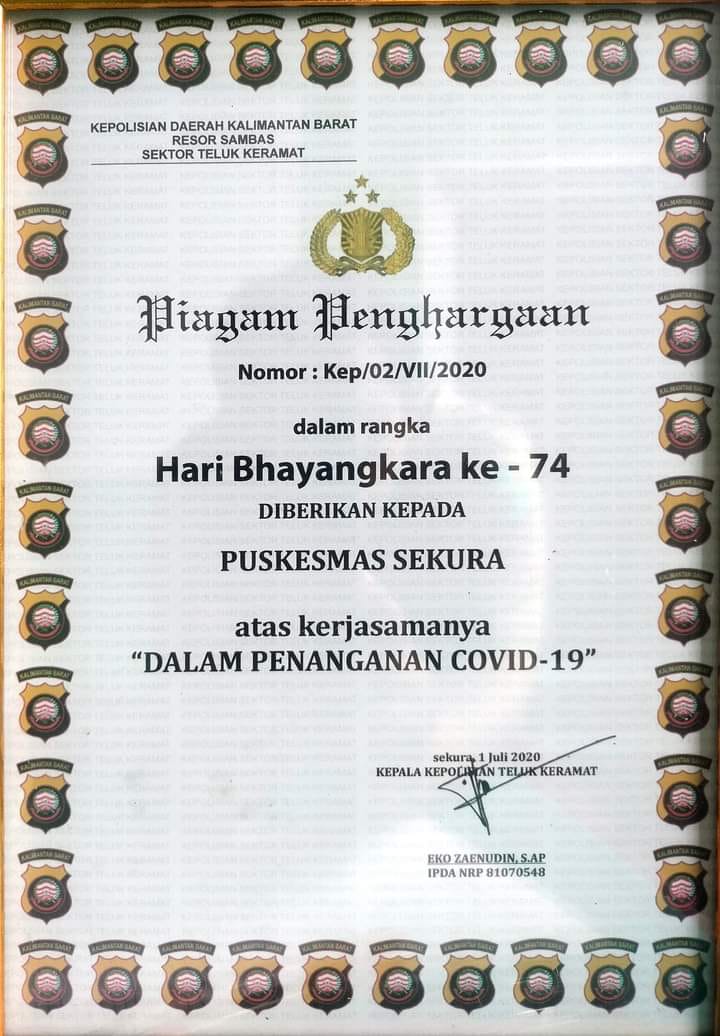 KEPOLISIAN DAERAH KALIMANTAN BARAT
RESOR SAMBAS
SEKTOR TELUK KERAMAT
Piagam Penghargaan
Nomor : Kep/02/VII/2020
dalam rangka
Hari Bhayangkara ke - 74
DIBERIKAN KEPADA
PUSKESMAS SEKURA
atas kerjasamanya
“DALAM PENANGANAN COVID-19”
sekura, 1 Juli 2020
KEPALA KEPOLISIAN TELUK KERAMAT
EKO ZAENUDIN, S.AP
IPDA NRP 81070548
KALIMANTAN BARAT